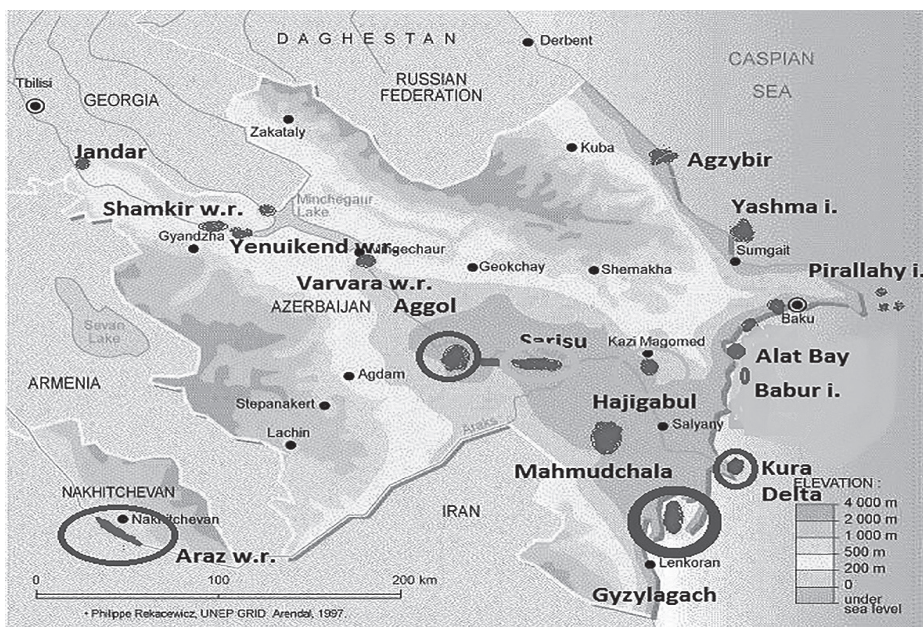 DAGHESTAN
Derbent
CASPIAN
SEA
RUSSIAN
FEDERATION
Tbilisi
GEORGIA
Zakataly
Kuba
Jandar
Agzybir
Minchegaur
Lake
Shamkir w.r.
Yashma i.
Gyandzha
Yenuikend w.r.
Sumgait
Geokchay
Shemakha
Pirallahy i.
Varvara w.r.
AZERBAIJAN
Aggol
Baku
Sevan
Lake
Sarisu
Kazi Magomed
Alat Bay
ARMENIA
Agdam
Babur i.
Stepanakert
Hajigabul
Salyany
Lachin
Araks
Mahmudchala
Kura
Delta
NAKHITCHEVAN
IRAN
ELEVATION :
4 000 m
2 000 m
1 000 m
500 m
200 m
0
under
sea level
Nakhitchevan
Araz w.r.
Lenkoran
Gyzylagach
0 100 200 km
• Philippe Rekacewicz, UNEP GRID Arendal, 1997.